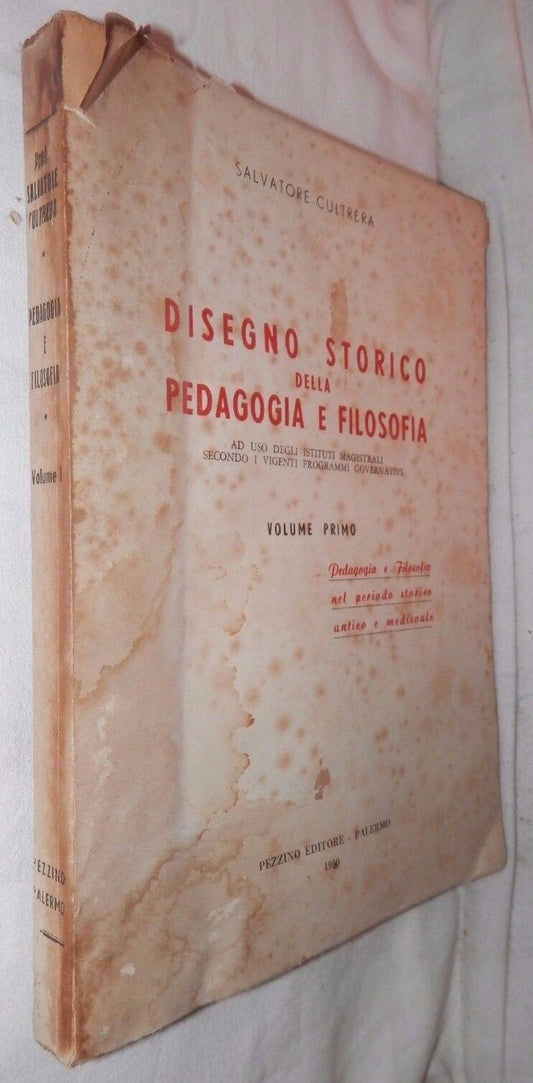 Prof.
SALVATORE
CULTRERA
PEDAGOGIA
E
FILOSOFIA
Volume I
PEZZINO
PALERMO
SALVATORE CULTRERA
DISEGNO STORICO
DELLA
PEDAGOGIA E FILOSOFIA
AD USO DEGLI ISTITUTI MAGISTRALI
SECONDO I VIGENTI PROGRAMMI GOVERNATIVI
VOLUME PRIMO
Pedagogia e Filosofia
nel periodo storico
antico e medioevale
PEZZINO EDITORE - PALERMO
1950